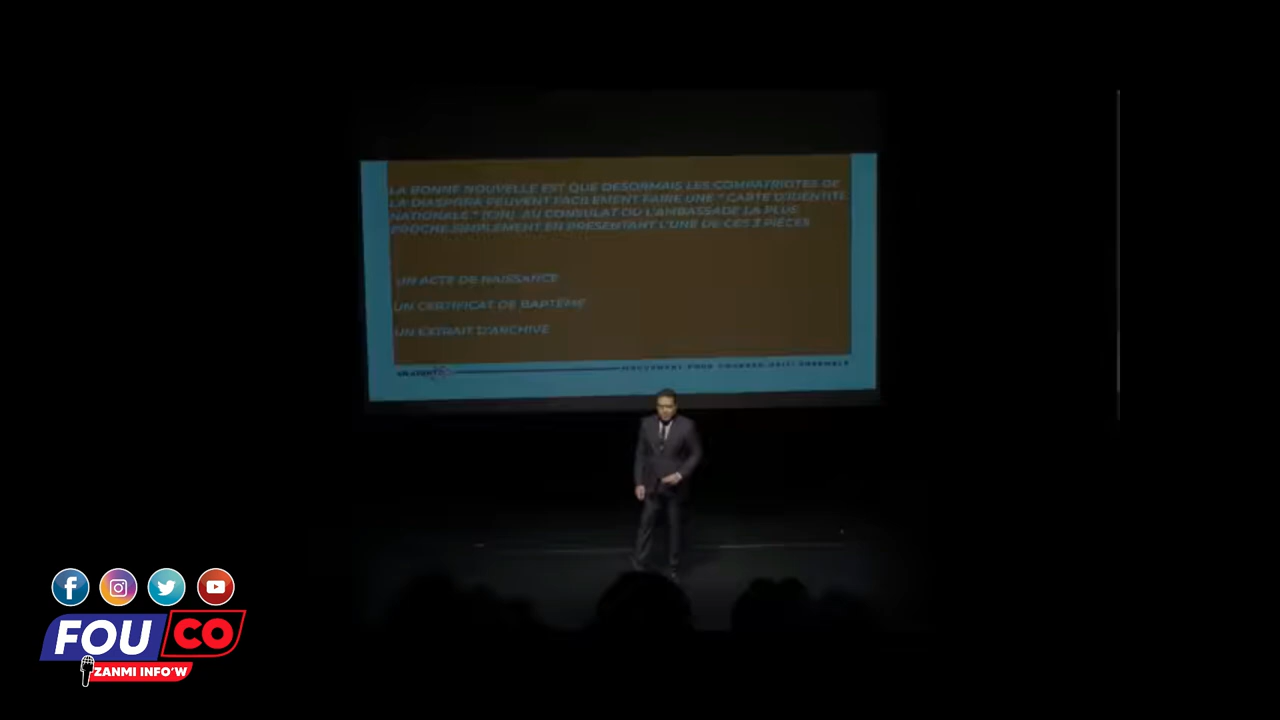 LA BONNE NOUVELLE EST QUE DESORMAIS LES COMPATRIOTES DE
LA DIASPORA PEUVENT FACILEMENT FAIRE UNE " CARTE D'IDENTITE
NATIONALE " (CIN) AU CONSULAT OU L'AMBASSADE LA PLUS
PROCHE SIMPLEMENT EN PRESENTANT L'UNE DE CES 3 PIÈCES
UN ACTE DE NAISSANCE
UN CERTIFICAT DE BAPTEME
UN EXTRAIT D'ARCHIVE
FOU CO
ZANMI INFO'W